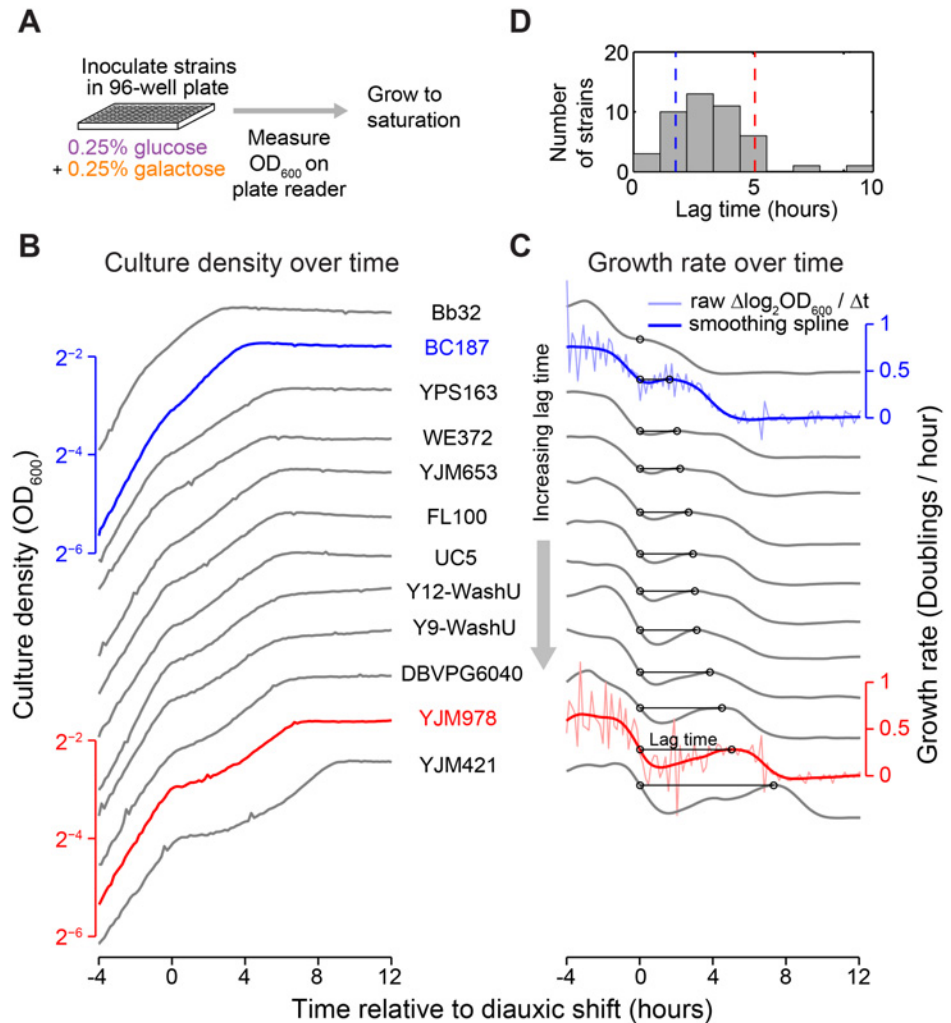 A
Inoculate strains
in 96-well plate
0.25% glucose
+ 0.25% galactose
Measure
OD600 on
plate reader
Grow to
saturation
D
Number
of strains
20
10
0
0
5
10
Lag time (hours)
B
Culture density over time
Culture density (OD600)
2−2
2−4
2−6
2−2
2−4
2−6
Bb32
BC187
YPS163
WE372
YJM653
FL100
UC5
Y12-WashU
Y9-WashU
DBVPG6040
YJM978
YJM421
-4
0
4
8
12
C
Growth rate over time
raw Δlog2OD600 / Δt
smoothing spline
Increasing lag time
1
0.5
0
Lag time
1
0.5
0
Growth rate (Doublings / hour)
-4
0
4
8
12
Time relative to diauxic shift (hours)